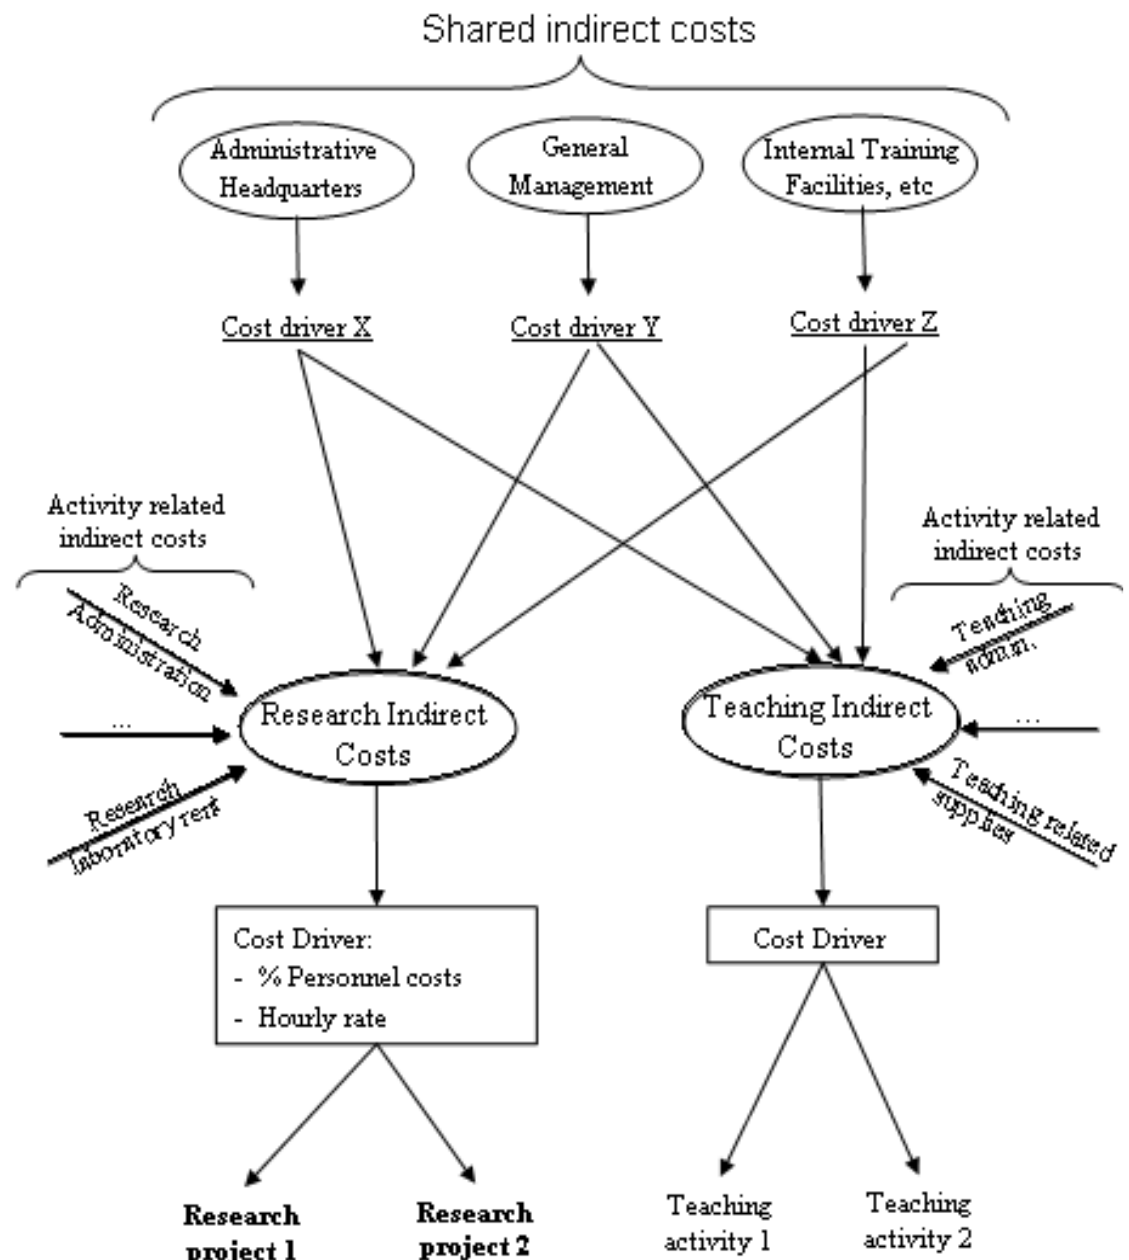 Shared indirect costs
Administrative
Headquarters
General
Management
Internal Training
Facilities, etc
Cost driver X
Cost driver Y
Cost driver Z
Activity related
indirect costs
Activity related
indirect costs
Research
Administration
...
Research
laboratory rent
Research Indirect
Costs
Teaching Indirect
Costs
Teaching
admin.
...
Teaching related
supplies
Cost Driver:
- % Personnel costs
- Hourly rate
Cost Driver
Research
project 1
Research
project 2
Teaching
activity 1
Teaching
activity 2